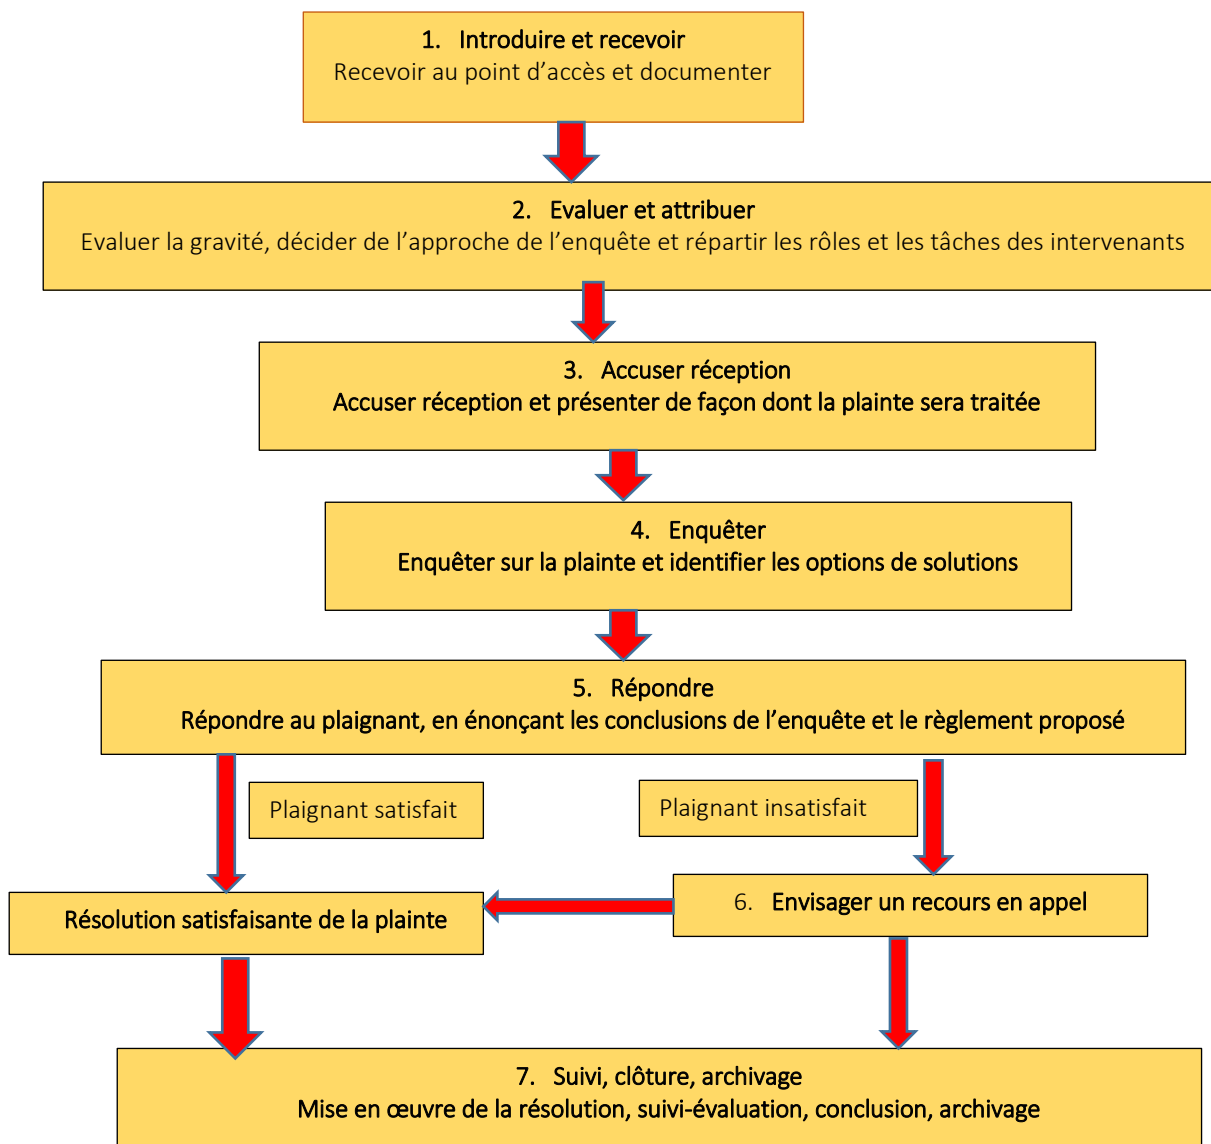 1. Introduire et recevoir
Recevoir au point d’accès et documenter
2. Evaluer et attribuer
Evaluer la gravité, décider de l’approche de l’enquête et répartir les rôles et les tâches des intervenants
3. Accuser réception
Accuser réception et présenter de façon dont la plainte sera traitée
4. Enquêter
Enquêter sur la plainte et identifier les options de solutions
5. Répondre
Répondre au plaignant, en énonçant les conclusions de l’enquête et le règlement proposé
Plaignant satisfait
Plaignant insatisfait
Résolution satisfaisante de la plainte
6. Envisager un recours en appel
7. Suivi, clôture, archivage
Mise en œuvre de la résolution, suivi-évaluation, conclusion, archivage